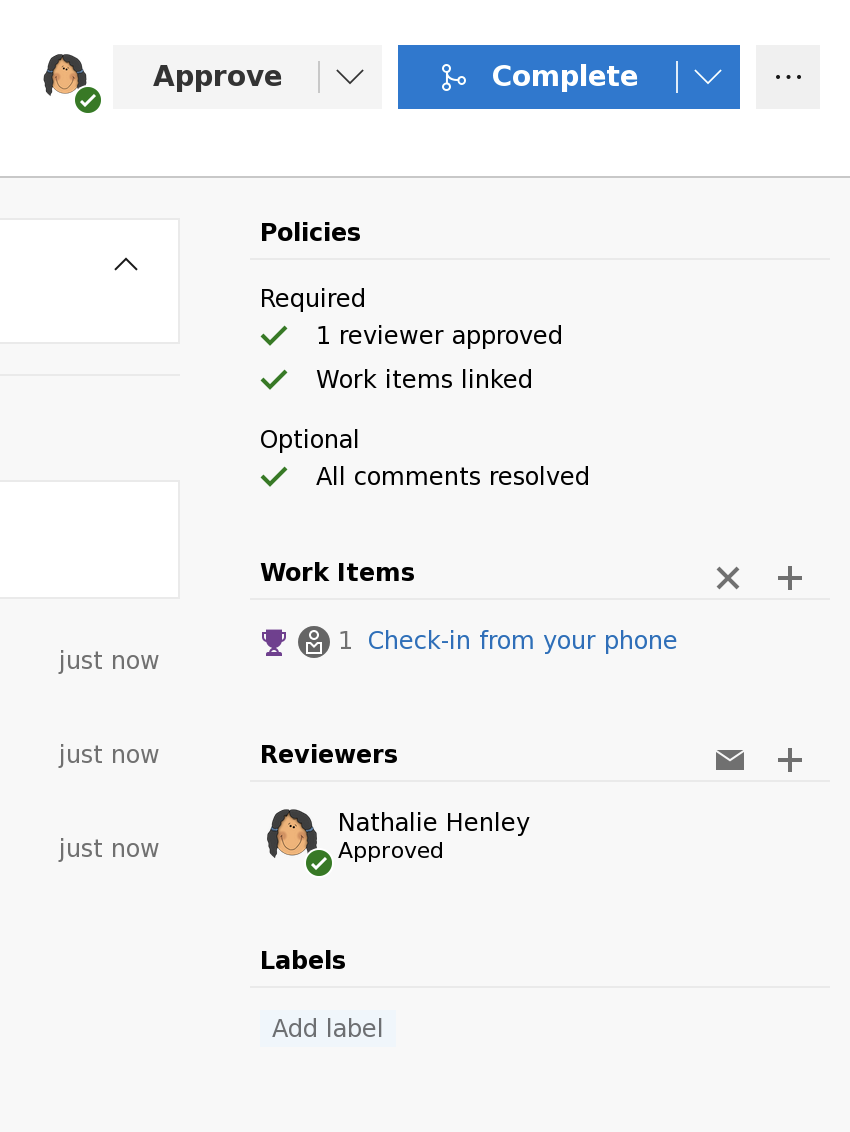 Approve
Complete
Policies
Required
1 reviewer approved
Work items linked
Optional
All comments resolved
Work Items
1 Check-in from your phone
just now
just now
Reviewers
Nathalie Henley
Approved
just now
Labels
Add label